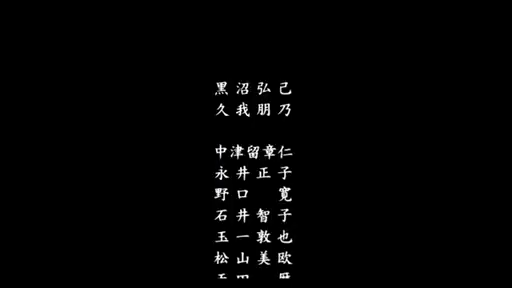 黒沼弘己
久我朋乃
中津留章仁
永井正子
野口　寛
石井智子
玉一敦也
松山美欧